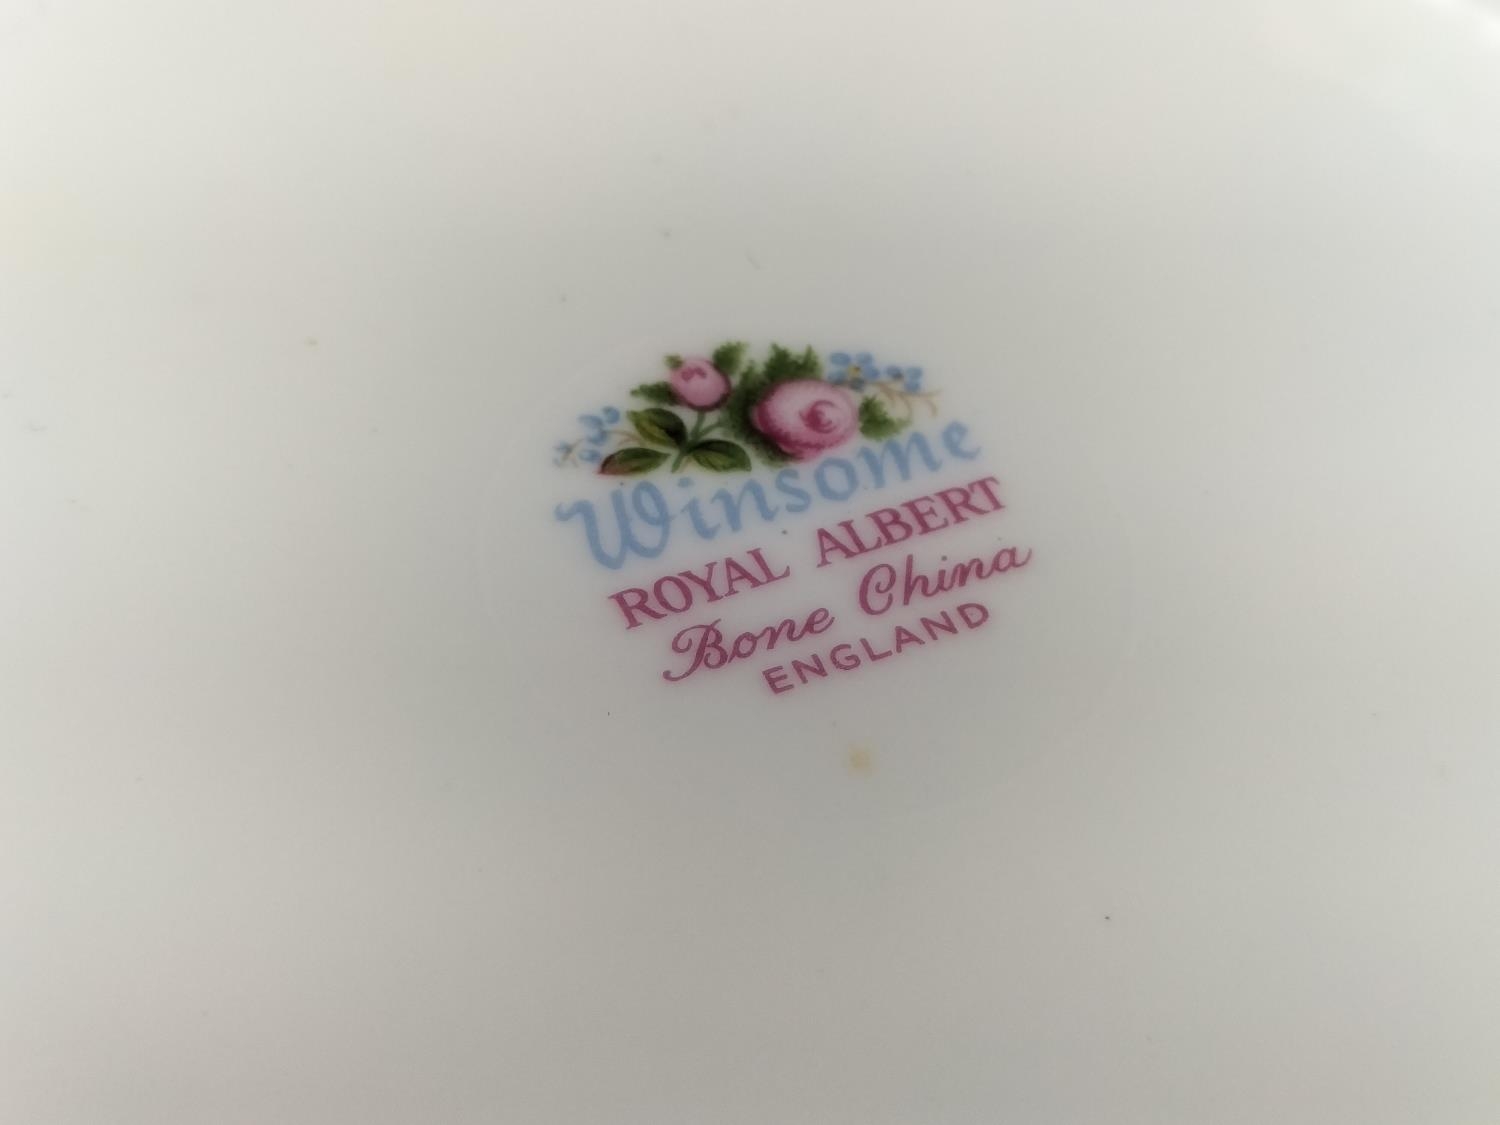 Winsome
ROYAL ALBERT
Bone China
ENGLAND